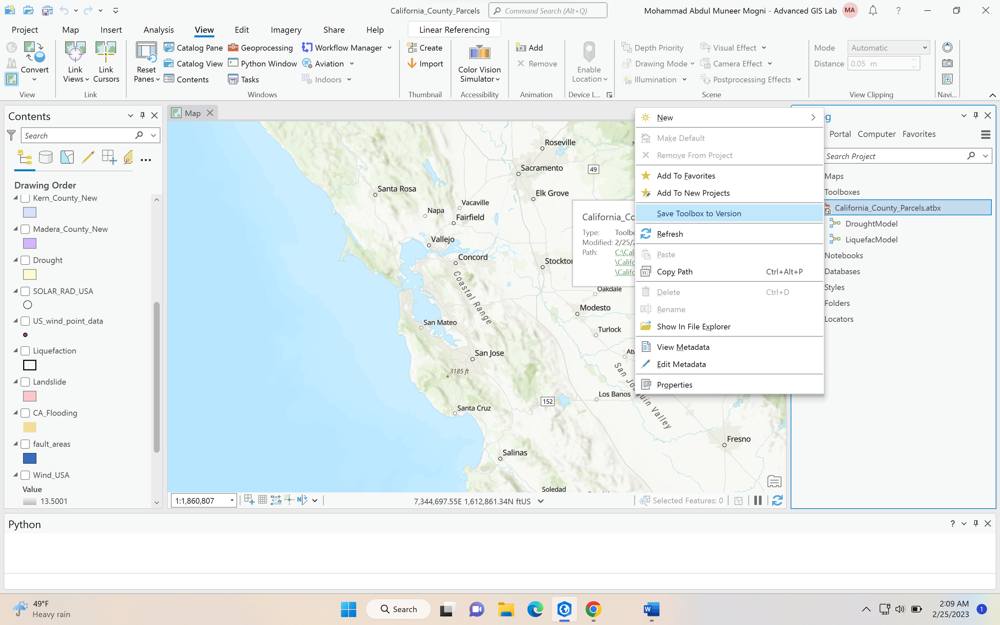 California_County_Parcels
Command Search (Alt+Q)
Mohammad Abdul Muneer Mogni - Advanced GIS Lab
MA
?
Project
Map
Insert
Analysis
View
Edit
Imagery
Share
Help
Linear Referencing
Convert
View
Link Views
Link Cursors
Link
Reset Panes
Catalog Pane
Catalog View
Contents
Geoprocessing
Python Window
Tasks
Workflow Manager
Aviation
Indoors
Windows
Create
Import
Thumbnail
Color Vision Simulator
Accessibility
Add
Remove
Animation
Enable Location
Device L...
Depth Priority
Drawing Mode
Illumination
Visual Effect
Camera Effect
Postprocessing Effects
Scene
Mode
Automatic
Distance
0.05 m
View Clipping
Navi...
Contents
Search
Drawing Order
Kern_County_New
Madera_County_New
Drought
SOLAR_RAD_USA
US_wind_point_data
Liquefaction
Landslide
CA_Flooding
fault_areas
Wind_USA
Value
13.5001
Map
Roseville
Sacramento
49
Santa Rosa
Elk Grove
Vacaville
Napa
Fairfield
Vallejo
Concord
Stockton
Coastal Range
Oakdale
Modesto
San Mateo
Turlock
San Jose
3185 ft
San Joaquin Valley
Los Banos
152
Santa Cruz
Fresno
Salinas
Soledad
California_Co
Type: Toolbo
Modified: 2/25/2
Path: C:\Cal
\Califo
\Califo
New
Make Default
Remove From Project
Add To Favorites
Add To New Projects
Save Toolbox to Version
Refresh
Paste
Copy Path Ctrl+Alt+P
Delete Ctrl+D
Rename
Show In File Explorer
View Metadata
Edit Metadata
Properties
g
Portal
Computer
Favorites
Search Project
Maps
Toolboxes
California_County_Parcels.atbx
DroughtModel
LiquefacModel
Notebooks
Databases
Styles
Folders
Locators
1:1,860,807
7,344,697.55E 1,612,861.34N ftUS
Selected Features: 0
Python
?
49°F
Heavy rain
Search
2:09 AM
2/25/2023
1